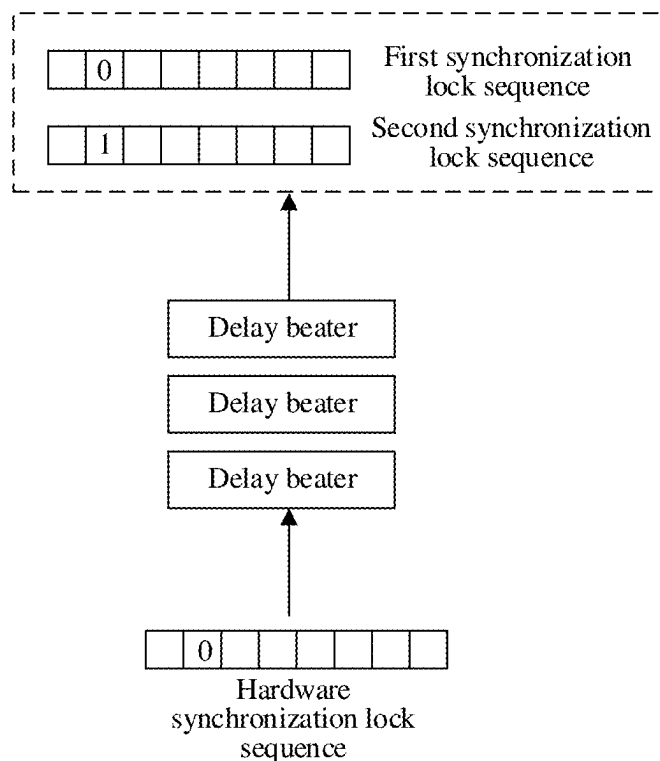 0
First synchronization
lock sequence
1
Second synchronization
lock sequence
Delay beater
Delay beater
Delay beater
0
Hardware
synchronization lock
sequence